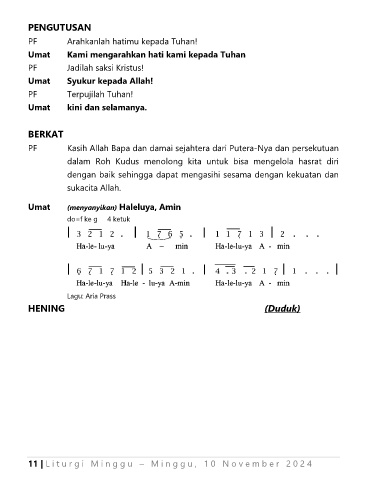 PENGUTUSAN
PF Arahkanlah hatimu kepada Tuhan!
Umat Kami mengarahkan hati kami kepada Tuhan
PF Jadilah saksi Kristus!
Umat Syukur kepada Allah!
PF Terpujilah Tuhan!
Umat kini dan selamanya.
BERKAT
PF Kasih Allah Bapa dan damai sejahtera dari Putera-Nya dan persekutuan
dalam Roh Kudus menolong kita untuk bisa mengelola hasrat diri
dengan baik sehingga dapat mengasihi sesama dengan kekuatan dan
sukacita Allah.
Umat (menyanyikan) Haleluya, Amin
do=f ke g 4 ketuk
| 3 2 1 2 . | 1 7 6 5 . | 1 1 7 1 3 | 2 . . .
Ha-le- lu-ya A – min Ha-le-lu-ya A - min
| 6 7 1 7 1 2 | 5 3 2 1 . | 4 . 3 . 2 1 7 | 1 . . . |
Ha-le-lu-ya Ha-le - lu-ya A-min Ha-le-lu-ya A - min
Lagu: Aria Prass
HENING (Duduk)
11 | Liturgi Minggu – Minggu, 10 November 2024